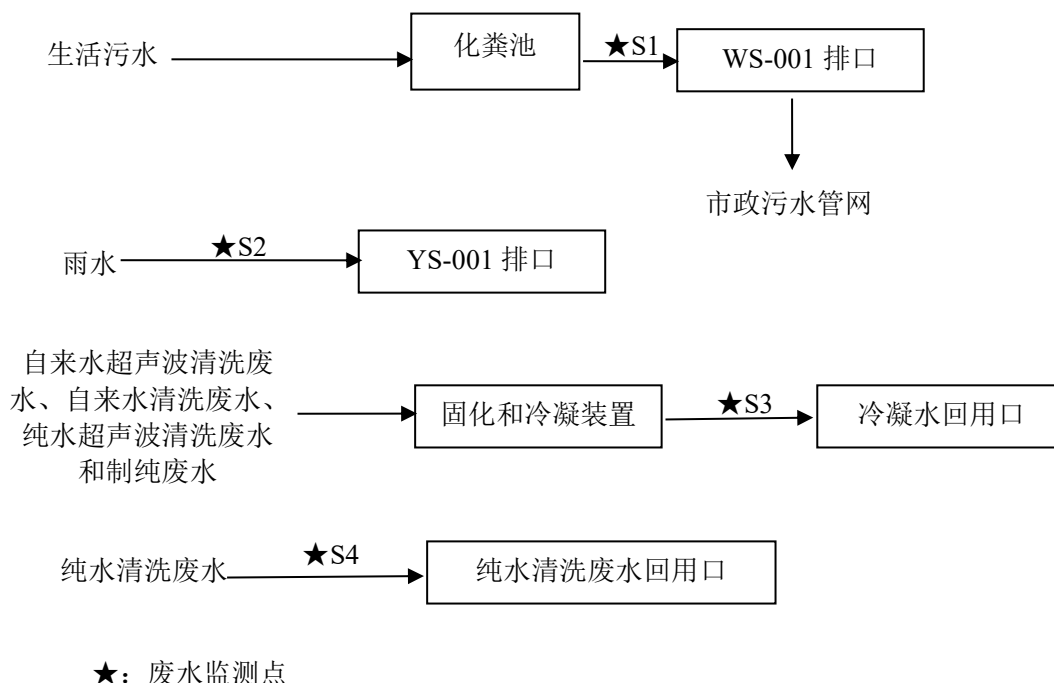 生活污水
化粪池
★S1
WS-001 排口
市政污水管网
雨水
★S2
YS-001 排口
自来水超声波清洗废
水、自来水清洗废水、
纯水超声波清洗废水
和制纯废水
固化和冷凝装置
★S3
冷凝水回用口
纯水清洗废水
★S4
纯水清洗废水回用口
★：废水监测点